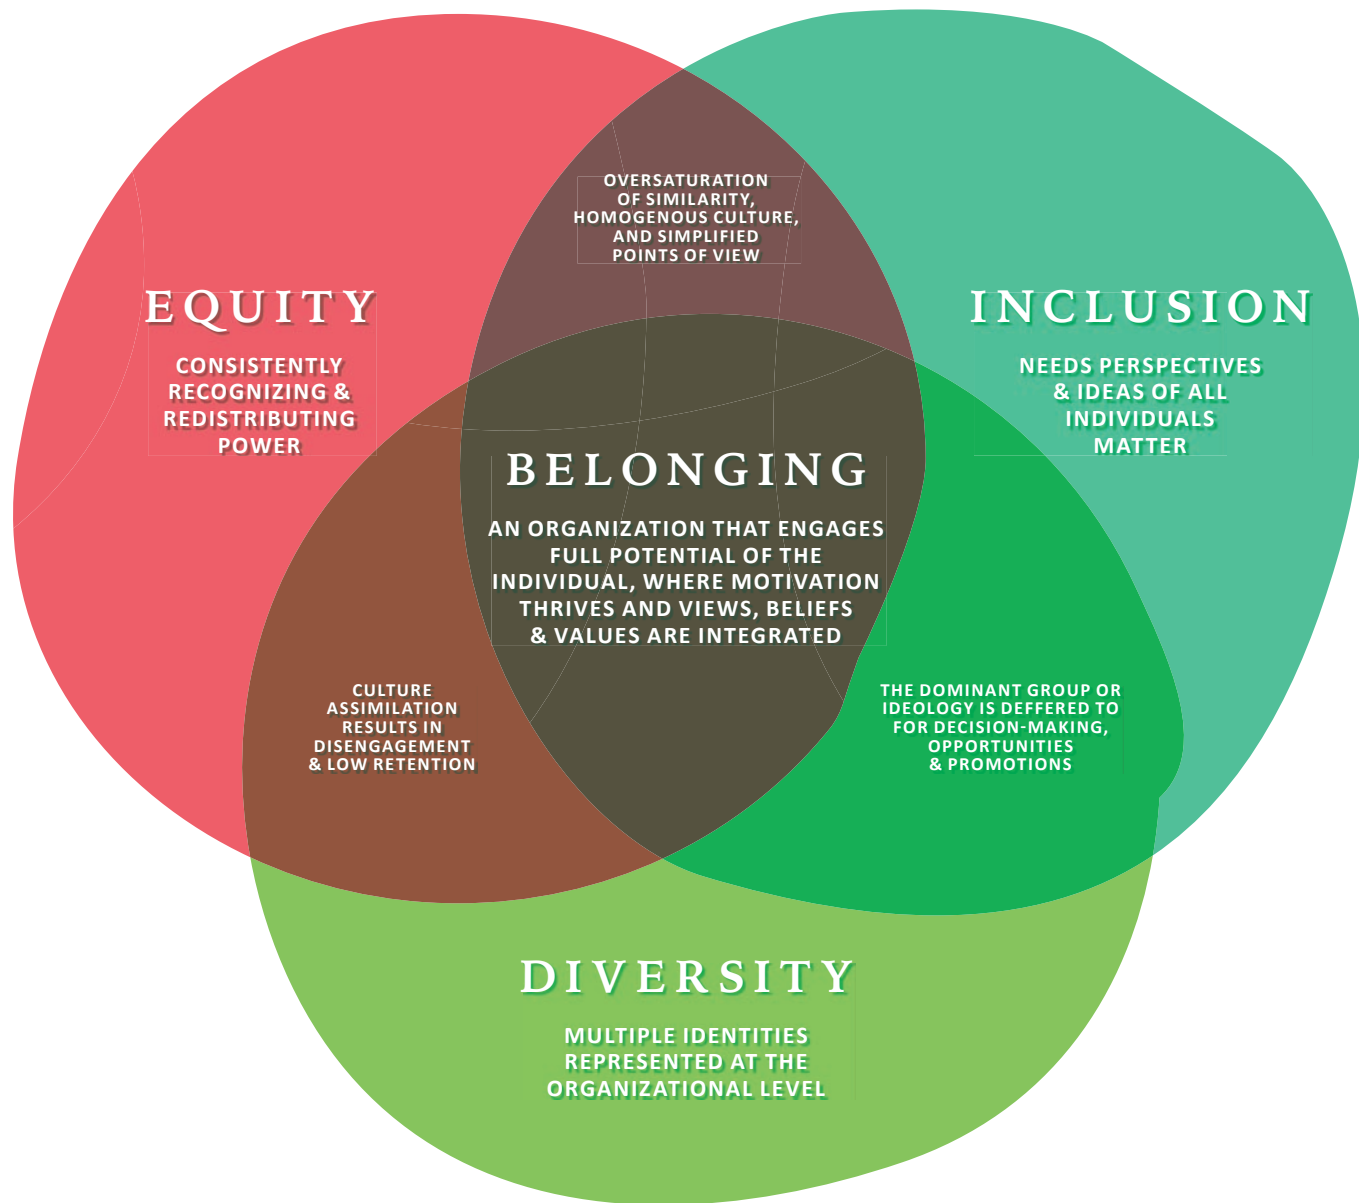 OVERSATURATION
OF SIMILARITY,
HOMOGENOUS CULTURE,
AND SIMPLIFIED
POINTS OF VIEW
EQUITY
CONSISTENTLY
RECOGNIZING &
REDISTRIBUTING
POWER
INCLUSION
NEEDS PERSPECTIVES
& IDEAS OF ALL
INDIVIDUALS
MATTER
BELONGING
AN ORGANIZATION THAT ENGAGES
FULL POTENTIAL OF THE
INDIVIDUAL, WHERE MOTIVATION
THRIVES AND VIEWS, BELIEFS
& VALUES ARE INTEGRATED
CULTURE
ASSIMILATION
RESULTS IN
DISENGAGEMENT
& LOW RETENTION
THE DOMINANT GROUP OR
IDEOLOGY IS DEFFERED TO
FOR DECISION-MAKING,
OPPORTUNITIES
& PROMOTIONS
DIVERSITY
MULTIPLE IDENTITIES
REPRESENTED AT THE
ORGANIZATIONAL LEVEL